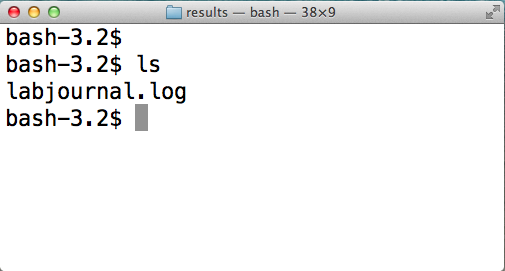 results — bash — 38×9
bash-3.2$
bash-3.2$ ls
labjournal.log
bash-3.2$